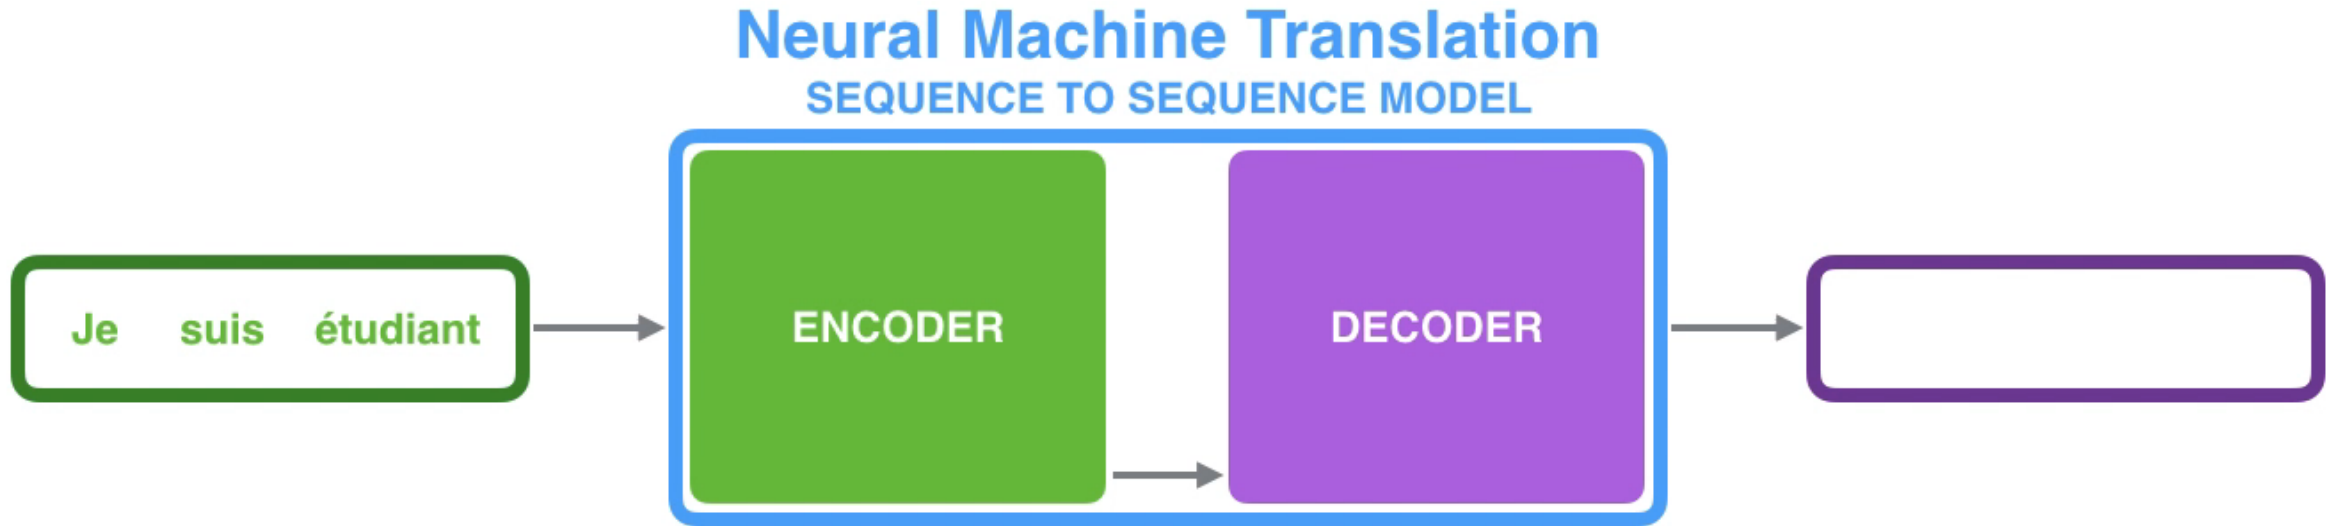 Neural Machine Translation
SEQUENCE TO SEQUENCE MODEL
Je suis étudiant
ENCODER
DECODER